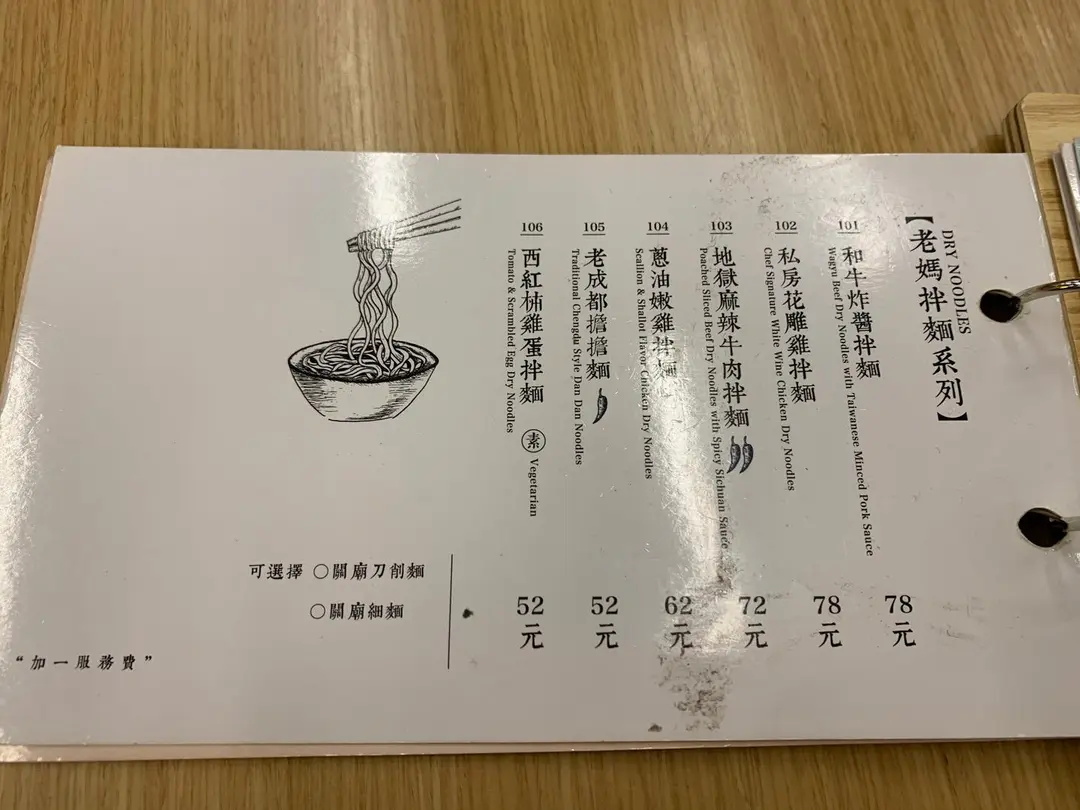 DRY NOODLES
【老媽拌麵系列】
101
和牛炸醬拌麵
Wagyu Beef Dry Noodles with Taiwanese Minced Pork Sauce
78元
102
私房花雕雞拌麵
Chef Signature White Wine Chicken Dry Noodles
78元
103
地獄麻辣牛肉拌麵
Poached Sliced Beef Dry Noodles with Spicy Sichuan Sauce
72元
104
蔥油嫩雞拌麵
Scallion & Shallot Flavor Chicken Dry Noodles
62元
105
老成都擔擔麵
Traditional Chengdu Style Dan Dan Noodles
52元
106
西紅柿雞蛋拌麵 素 Vegetarian
Tomato & Scrambled Egg Dry Noodles
52元
可選擇 ○關廟刀削麵
○關廟細麵
“加一服務費”